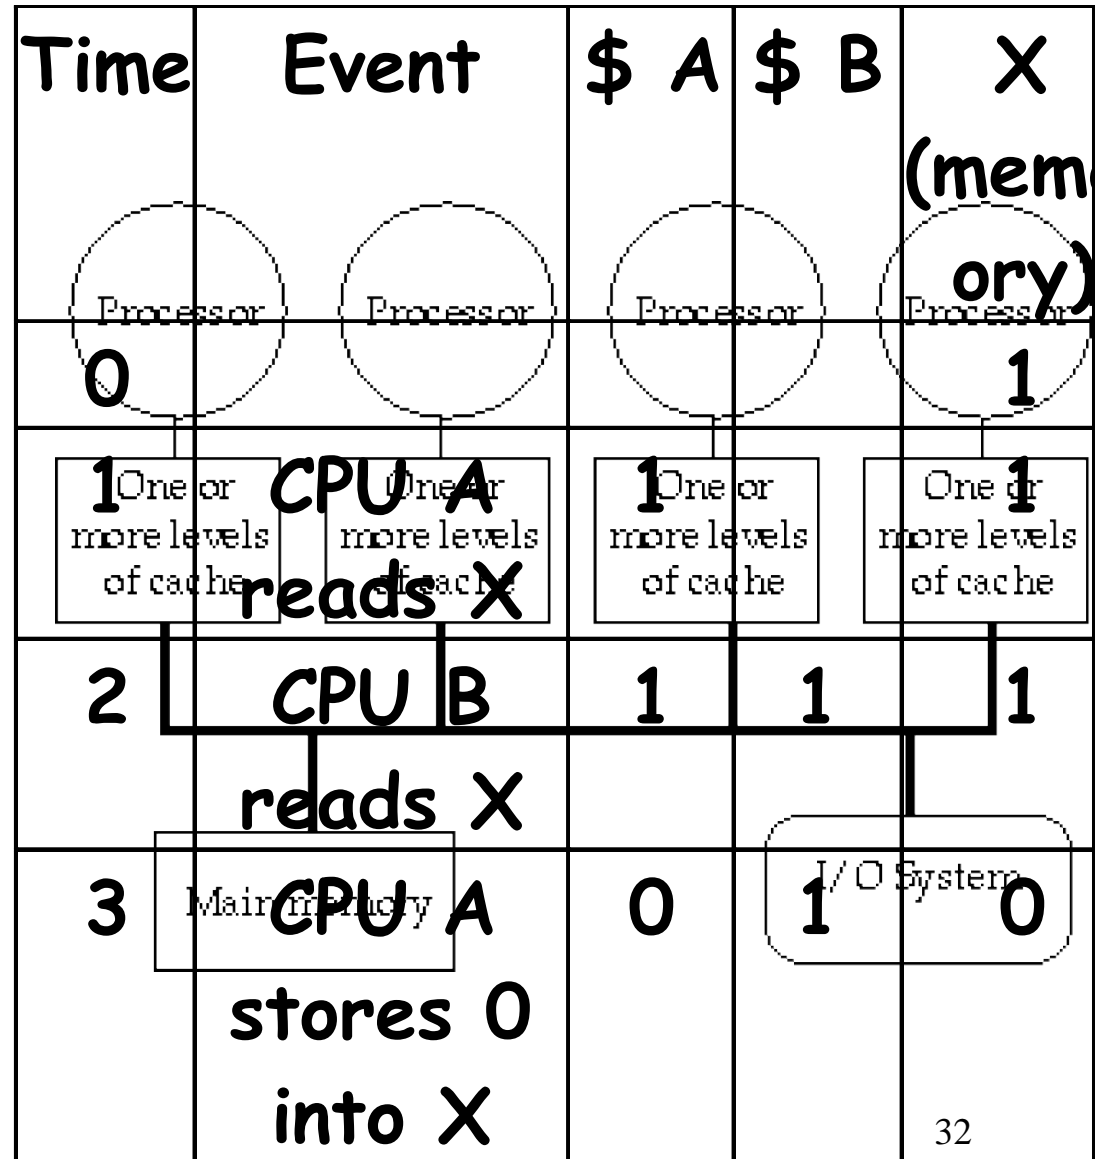 Time Event $ A $ B X
(mem
ory)
Processor Processor Processor Processor
0 1
1 CPU A 1 1
One or One or One or One or
more levels more levels more levels more levels
of cache of cache of cache of cache
reads X
2 CPU B 1 1 1
reads X
I/O System
3 CPU A 0 1 0
Main memory
stores 0
into X
32